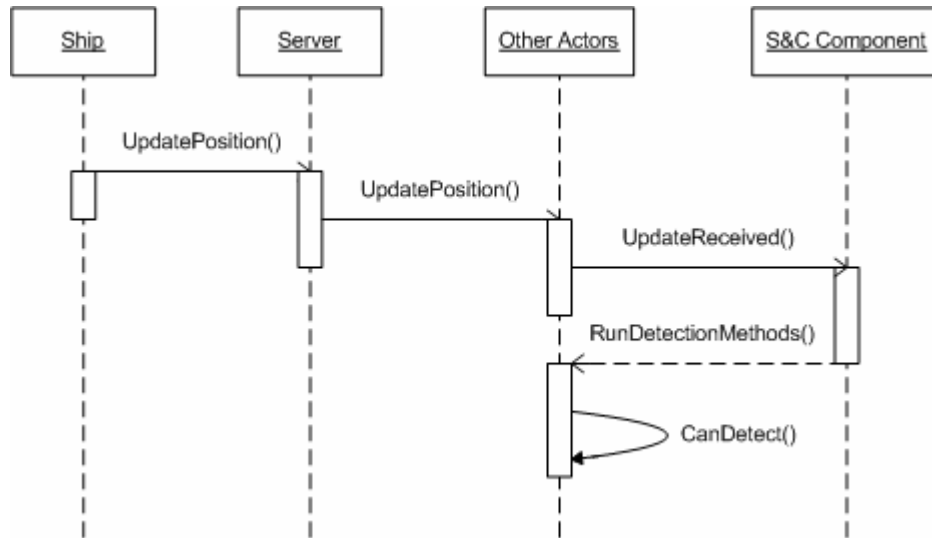 Ship
Server
Other Actors
S&C Component
UpdatePosition()
UpdatePosition()
UpdateReceived()
RunDetectionMethods()
CanDetect()